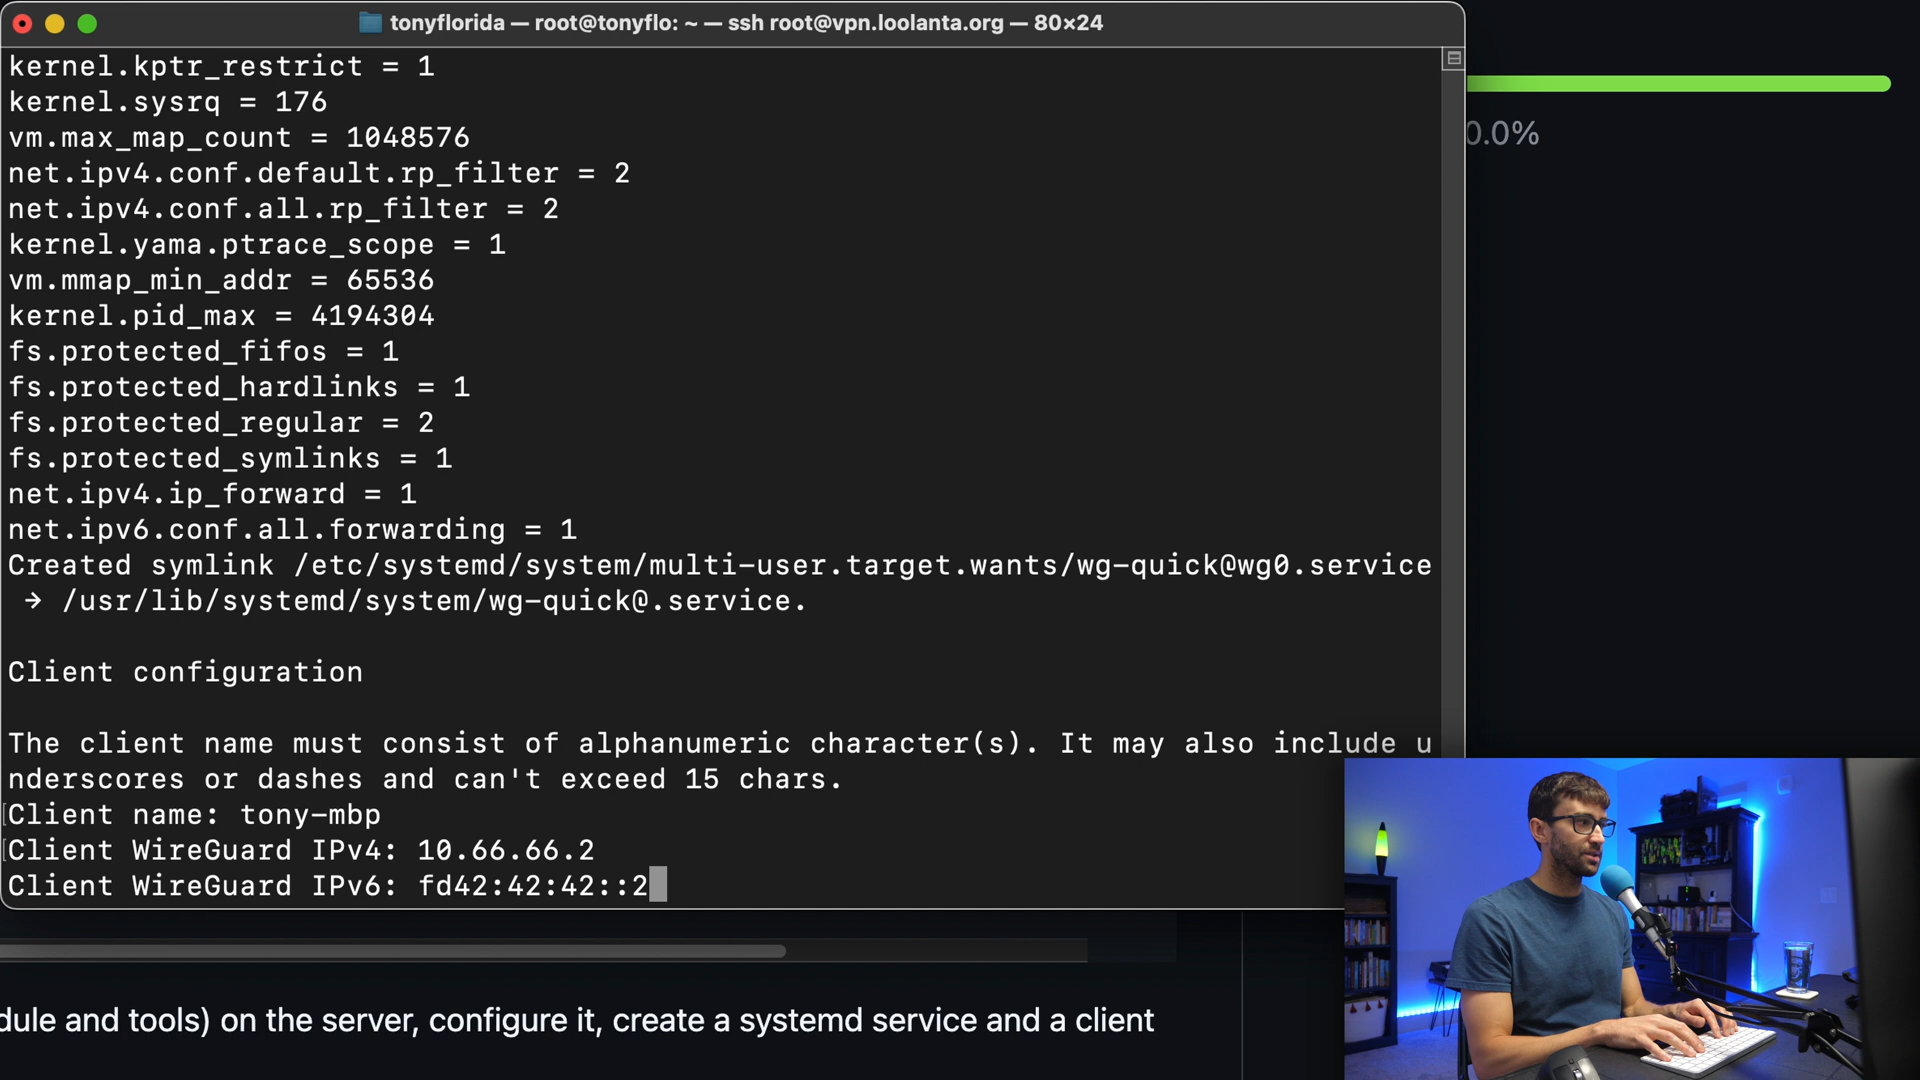 tonyflorida — root@tonyflo: ~ — ssh root@vpn.loolanta.org — 80×24
kernel.kptr_restrict = 1
kernel.sysrq = 176
vm.max_map_count = 1048576
net.ipv4.conf.default.rp_filter = 2
net.ipv4.conf.all.rp_filter = 2
kernel.yama.ptrace_scope = 1
vm.mmap_min_addr = 65536
kernel.pid_max = 4194304
fs.protected_fifos = 1
fs.protected_hardlinks = 1
fs.protected_regular = 2
fs.protected_symlinks = 1
net.ipv4.ip_forward = 1
net.ipv6.conf.all.forwarding = 1
Created symlink /etc/systemd/system/multi-user.target.wants/wg-quick@wg0.service
→ /usr/lib/systemd/system/wg-quick@.service.
Client configuration
The client name must consist of alphanumeric character(s). It may also include u
nderscores or dashes and can't exceed 15 chars.
Client name: tony-mbp
Client WireGuard IPv4: 10.66.66.2
Client WireGuard IPv6: fd42:42:42::2
0.0%
dule and tools) on the server, configure it, create a systemd service and a client